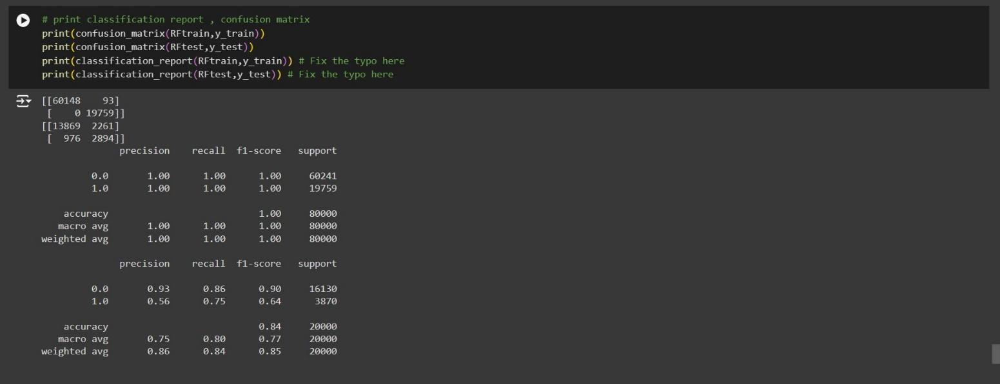 # print classification report , confusion matrix
print(confusion_matrix(RFtrain,y_train))
print(confusion_matrix(RFtest,y_test))
print(classification_report(RFtrain,y_train)) # Fix the typo here
print(classification_report(RFtest,y_test)) # Fix the typo here
[[60148    93]
 [    0 19759]]
[[13869  2261]
 [  976  2894]]
              precision    recall  f1-score   support

         0.0       1.00      1.00      1.00     60241
         1.0       1.00      1.00      1.00     19759

    accuracy                           1.00     80000
   macro avg       1.00      1.00      1.00     80000
weighted avg       1.00      1.00      1.00     80000

              precision    recall  f1-score   support

         0.0       0.93      0.86      0.90     16130
         1.0       0.56      0.75      0.64      3870

    accuracy                           0.84     20000
   macro avg       0.75      0.80      0.77     20000
weighted avg       0.86      0.84      0.85     20000